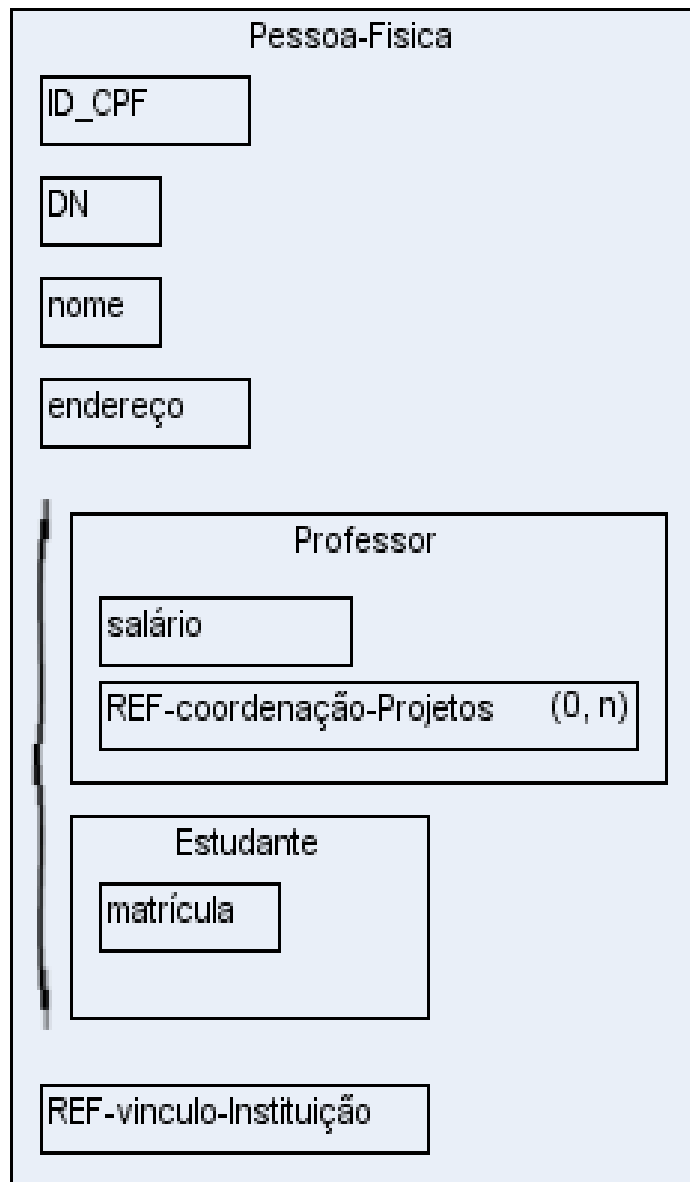 Pessoa-Fisica
ID_CPF
DN
nome
endereço
Professor
salário
REF-coordenação-Projetos (0, n)
Estudante
matrícula
REF-vinculo-Instituição